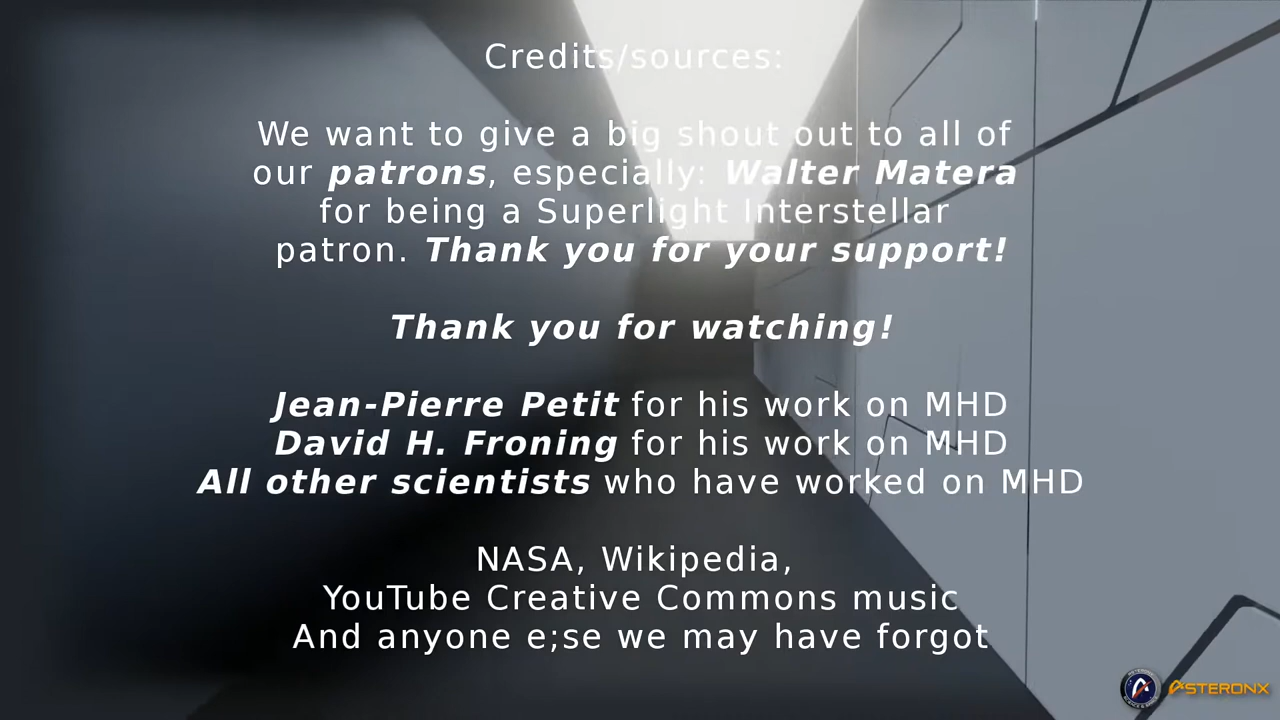 Credits/sources:
We want to give a big shout out to all of
our patrons, especially: Walter Matera
for being a Superlight Interstellar
patron. Thank you for your support!
Thank you for watching!
Jean-Pierre Petit for his work on MHD
David H. Froning for his work on MHD
All other scientists who have worked on MHD
NASA, Wikipedia,
YouTube Creative Commons music
And anyone e;se we may have forgot
ASTERONX